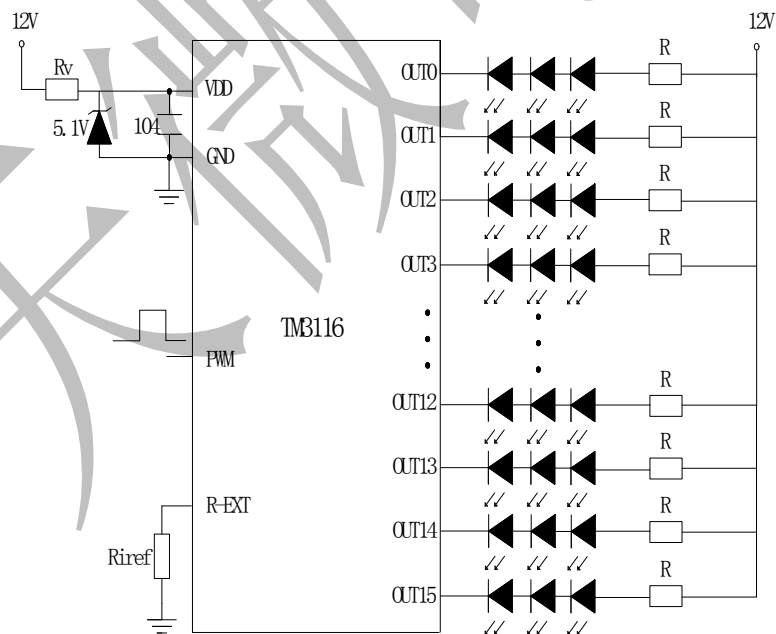 12V
12V
Rv
VDD
5.1V
104
GND
OUT0
R
OUT1
R
OUT2
R
OUT3
R
TM3116
PWM
OUT12
R
OUT13
R
OUT14
R
R-EXT
Riref
OUT15
R